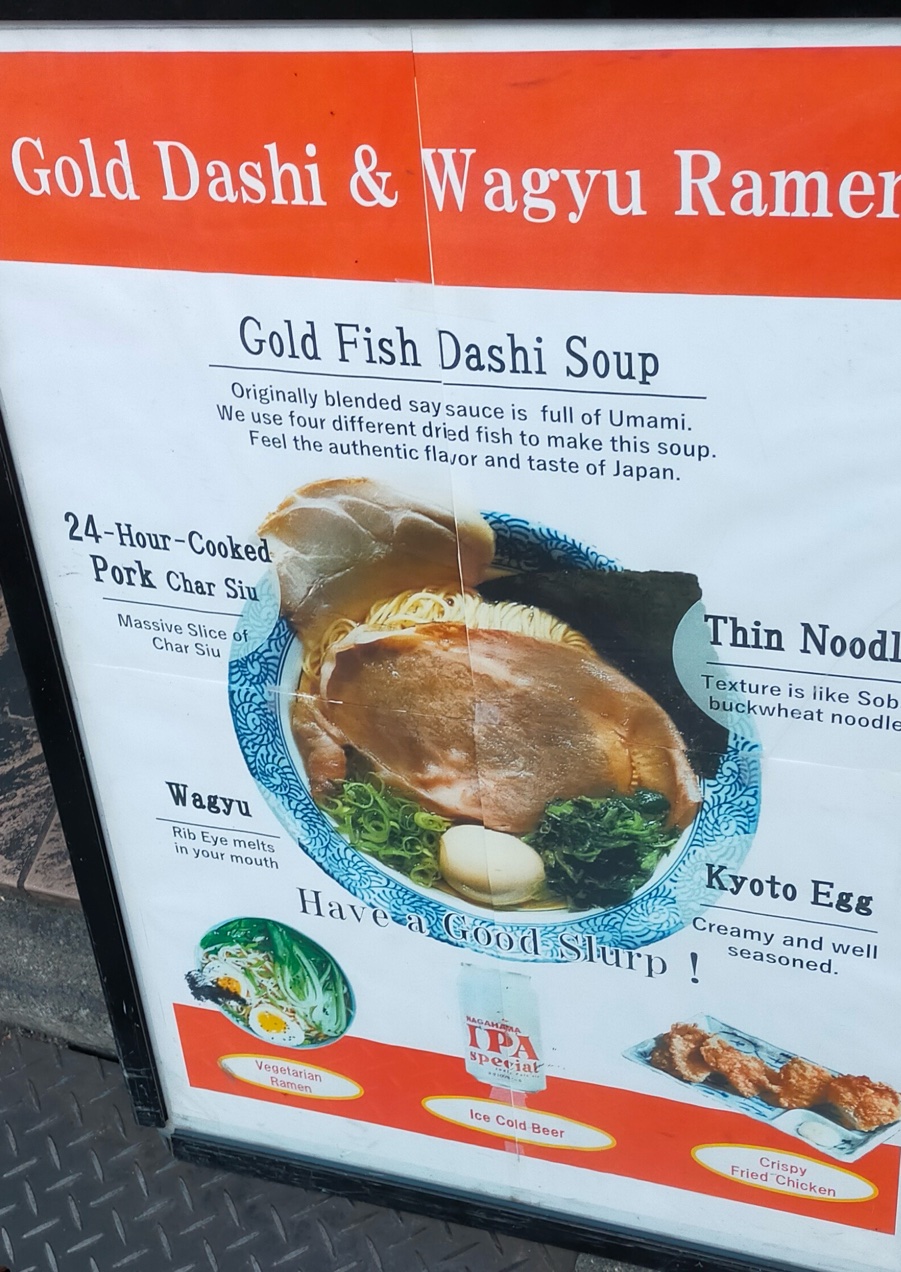 Gold Dashi & Wagyu Ramen
Gold Fish Dashi Soup
Originally blended say sauce is full of Umami.
We use four different dried fish to make this soup.
Feel the authentic flavor and taste of Japan.
24-Hour-Cooked
Pork Char Siu
Massive Slice of
Char Siu
Thin Noodl
Texture is like Sob
buckwheat noodle
Wagyu
Rib Eye melts
in your mouth
Kyoto Egg
Creamy and well
seasoned.
Have a Good Slurp !
NAGAHAMA
IPA
special
Vegetarian
Ramen
Ice Cold Beer
Crispy
Fried Chicken